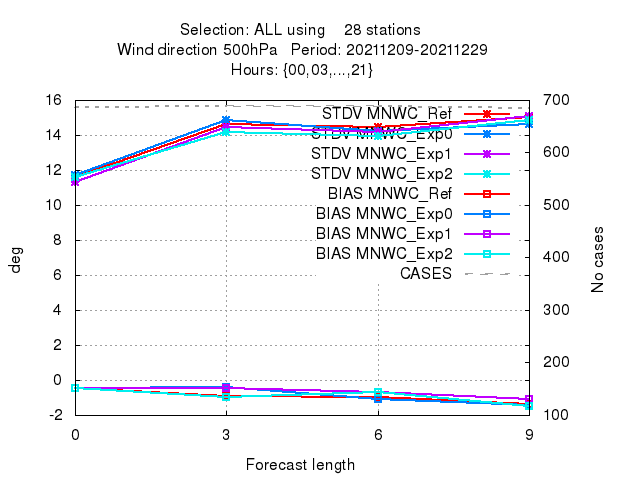 Selection: ALL using    28 stations
Wind direction 500hPa   Period: 20211209-20211229
Hours: {00,03,...,21}
16 700
STDV MNWC_Ref
14 STDV MNWC_Exp0
600
STDV MNWC_Exp1
12 STDV MNWC_Exp2
BIAS MNWC_Ref
10 500
BIAS MNWC_Exp0
BIAS MNWC_Exp1
8
BIAS MNWC_Exp2
400
CASES
6
deg
No cases
4 300
2
200
0
-2 100
0 3 6 9
Forecast length